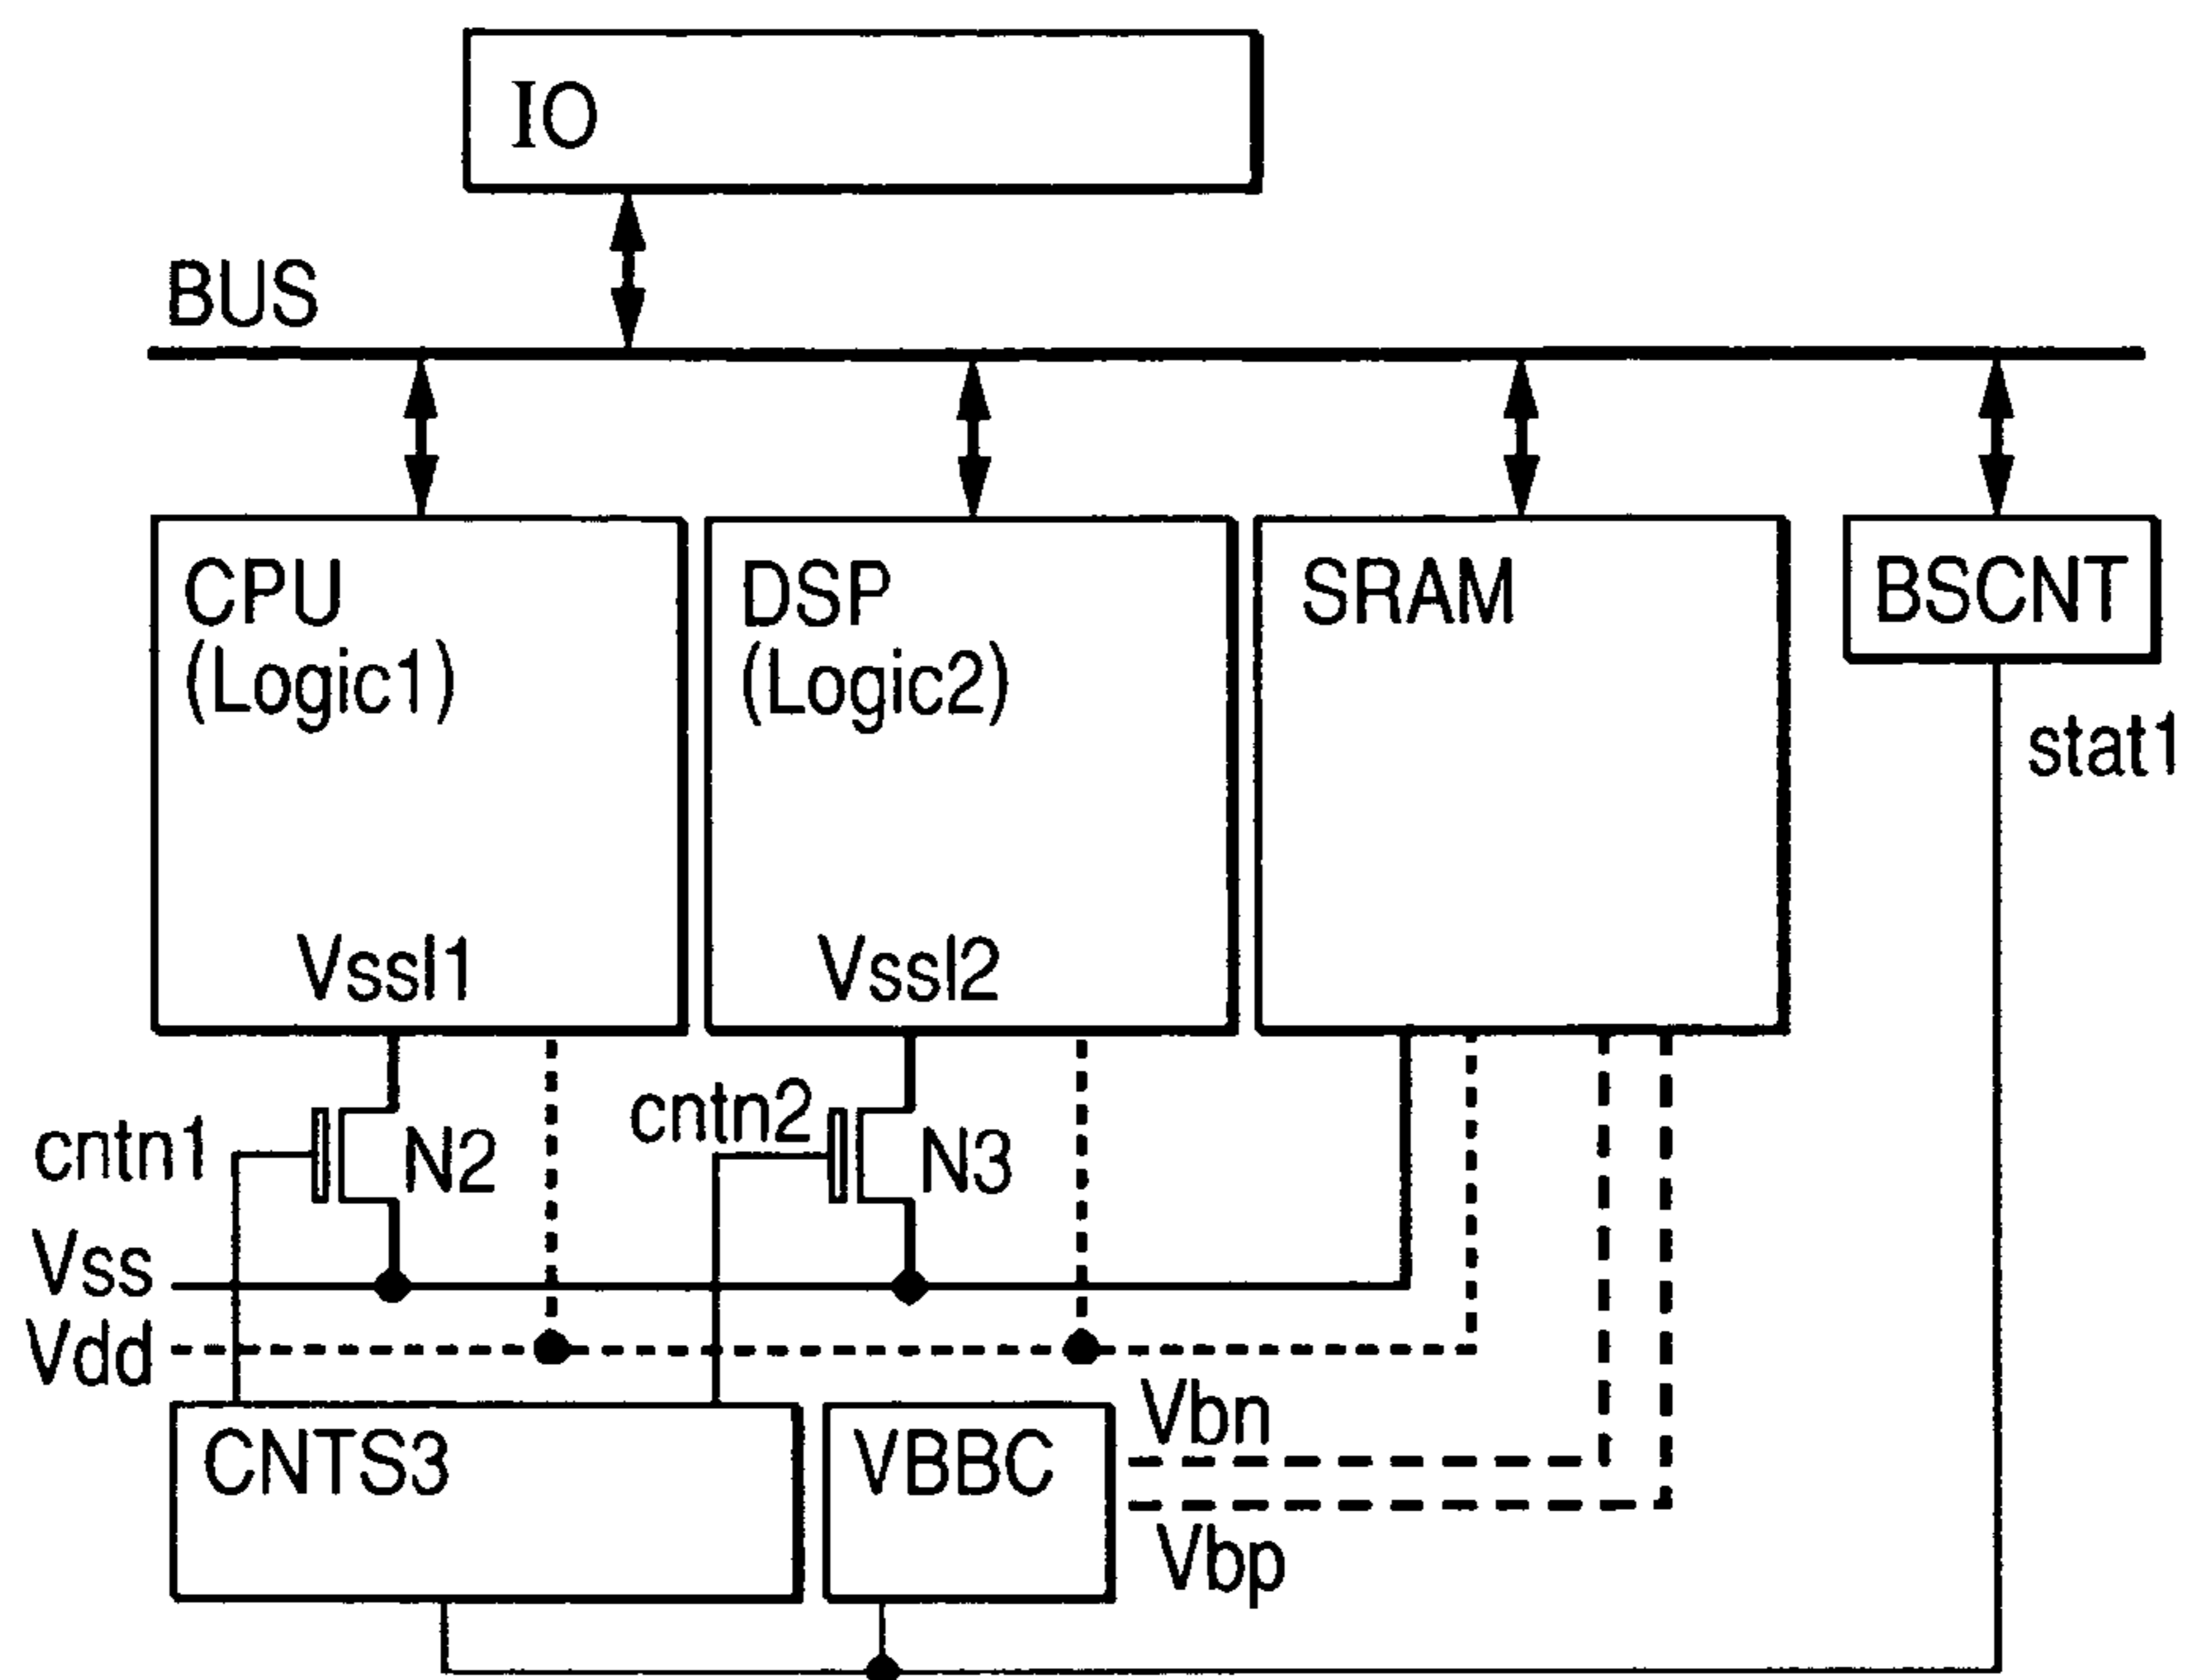 IO
BUS
CPU
(Logic1)
Vssl1
DSP
(Logic2)
Vssl2
SRAM
BSCNT
stat1
cntn1
N2
cntn2
N3
Vss
Vdd
CNTS3
VBBC
Vbn
Vbp